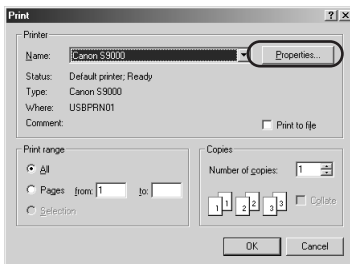 Print
Printer
Name: Canon S9000 Properties...
Status: Default printer; Ready
Type: Canon S9000
Where: USBPRN01
Comment: Print to file
Print range
All
Pages from: 1 to:
Selection
Copies
Number of copies: 1
1 1 2 2 3 3 Collate
OK Cancel